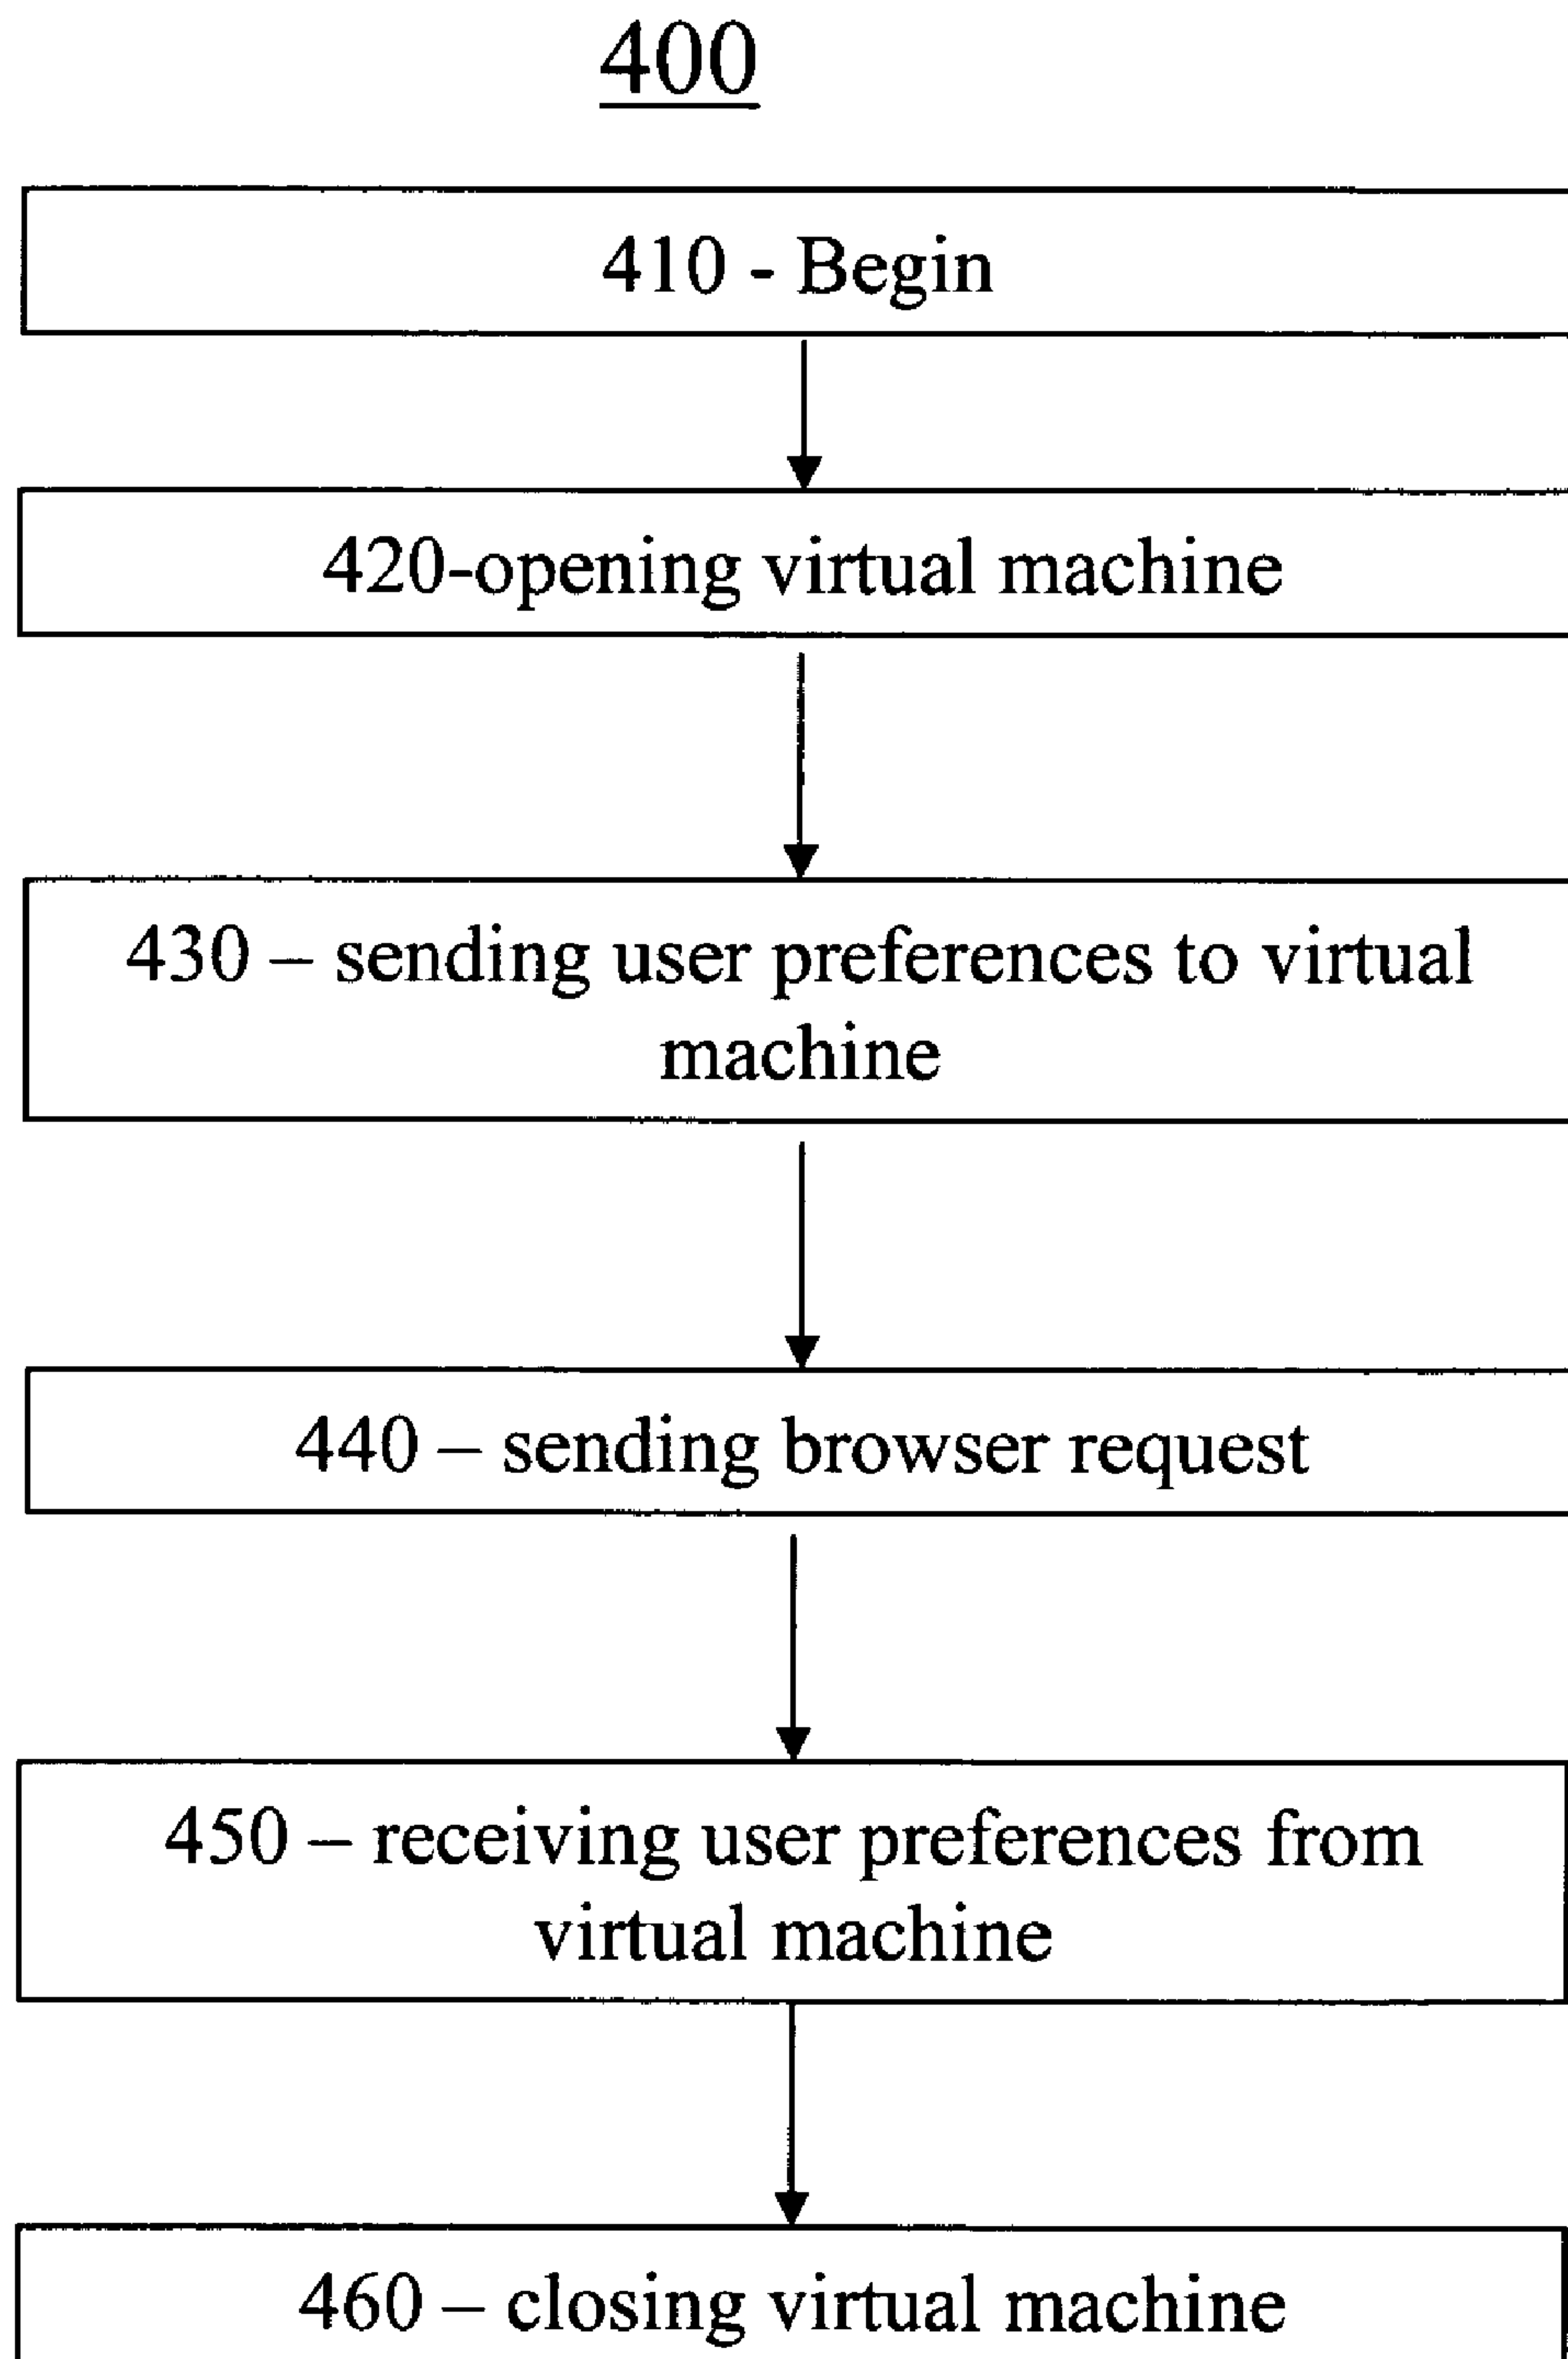 400
410 - Begin
420-opening virtual machine
430 – sending user preferences to virtual
machine
440 – sending browser request
450 – receiving user preferences from
virtual machine
460 – closing virtual machine